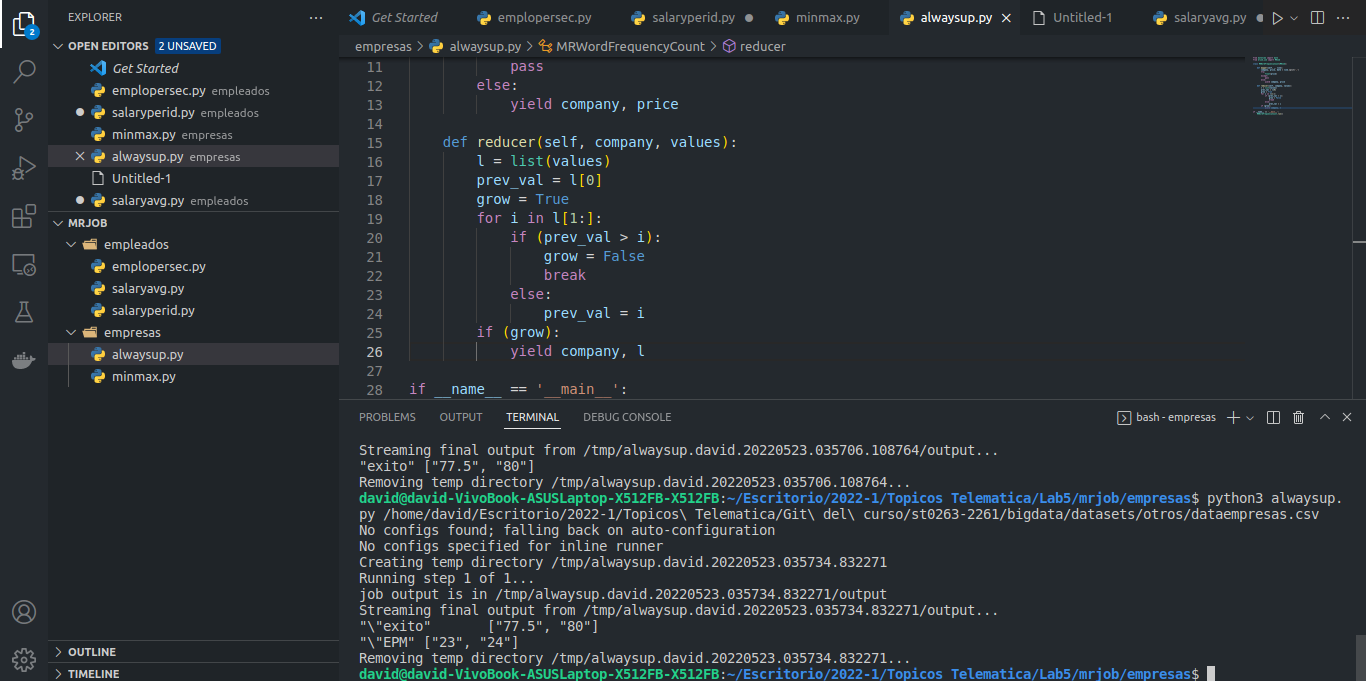 EXPLORER
OPEN EDITORS 2 UNSAVED
Get Started
emplopersec.py empleados
salaryperid.py empleados
minmax.py empresas
alwaysup.py empresas
Untitled-1
salaryavg.py empleados
MRJOB
empleados
emplopersec.py
salaryavg.py
salaryperid.py
empresas
alwaysup.py
minmax.py
OUTLINE
TIMELINE
2
Get Started emplopersec.py salaryperid.py minmax.py alwaysup.py Untitled-1 salaryavg.py
empresas > alwaysup.py > MRWordFrequencyCount > reducer
11 pass
12 else:
13 yield company, price
14
15 def reducer(self, company, values):
16 l = list(values)
17 prev_val = l[0]
18 grow = True
19 for i in l[1:]:
20 if (prev_val > i):
21 grow = False
22 break
23 else:
24 prev_val = i
25 if (grow):
26 yield company, l
27
28 if __name__ == '__main__':
PROBLEMS OUTPUT TERMINAL DEBUG CONSOLE bash - empresas
Streaming final output from /tmp/alwaysup.david.20220523.035706.108764/output...
"exito" ["77.5", "80"]
Removing temp directory /tmp/alwaysup.david.20220523.035706.108764...
david@david-VivoBook-ASUSLaptop-X512FB-X512FB:~/Escritorio/2022-1/Topicos Telematica/Lab5/mrjob/empresas$ python3 alwaysup.
py /home/david/Escritorio/2022-1/Topicos\ Telematica/Git\ del\ curso/st0263-2261/bigdata/datasets/otros/dataempresas.csv
No configs found; falling back on auto-configuration
No configs specified for inline runner
Creating temp directory /tmp/alwaysup.david.20220523.035734.832271
Running step 1 of 1...
job output is in /tmp/alwaysup.david.20220523.035734.832271/output
Streaming final output from /tmp/alwaysup.david.20220523.035734.832271/output...
"\"exito" ["77.5", "80"]
"\"EPM" ["23", "24"]
Removing temp directory /tmp/alwaysup.david.20220523.035734.832271...
david@david-VivoBook-ASUSLaptop-X512FB-X512FB:~/Escritorio/2022-1/Topicos Telematica/Lab5/mrjob/empresas$